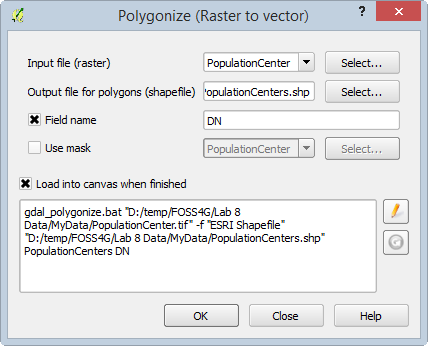 Polygonize (Raster to vector)
?
Input file (raster)
PopulationCenter
Select...
Output file for polygons (shapefile)
opulationCenters.shp
Select...
Field name
DN
Use mask
PopulationCenter
Select...
Load into canvas when finished
gdal_polygonize.bat "D:/temp/FOSS4G/Lab 8
Data/MyData/PopulationCenter.tif" -f "ESRI Shapefile"
"D:/temp/FOSS4G/Lab 8 Data/MyData/PopulationCenters.shp"
PopulationCenters DN
OK
Close
Help